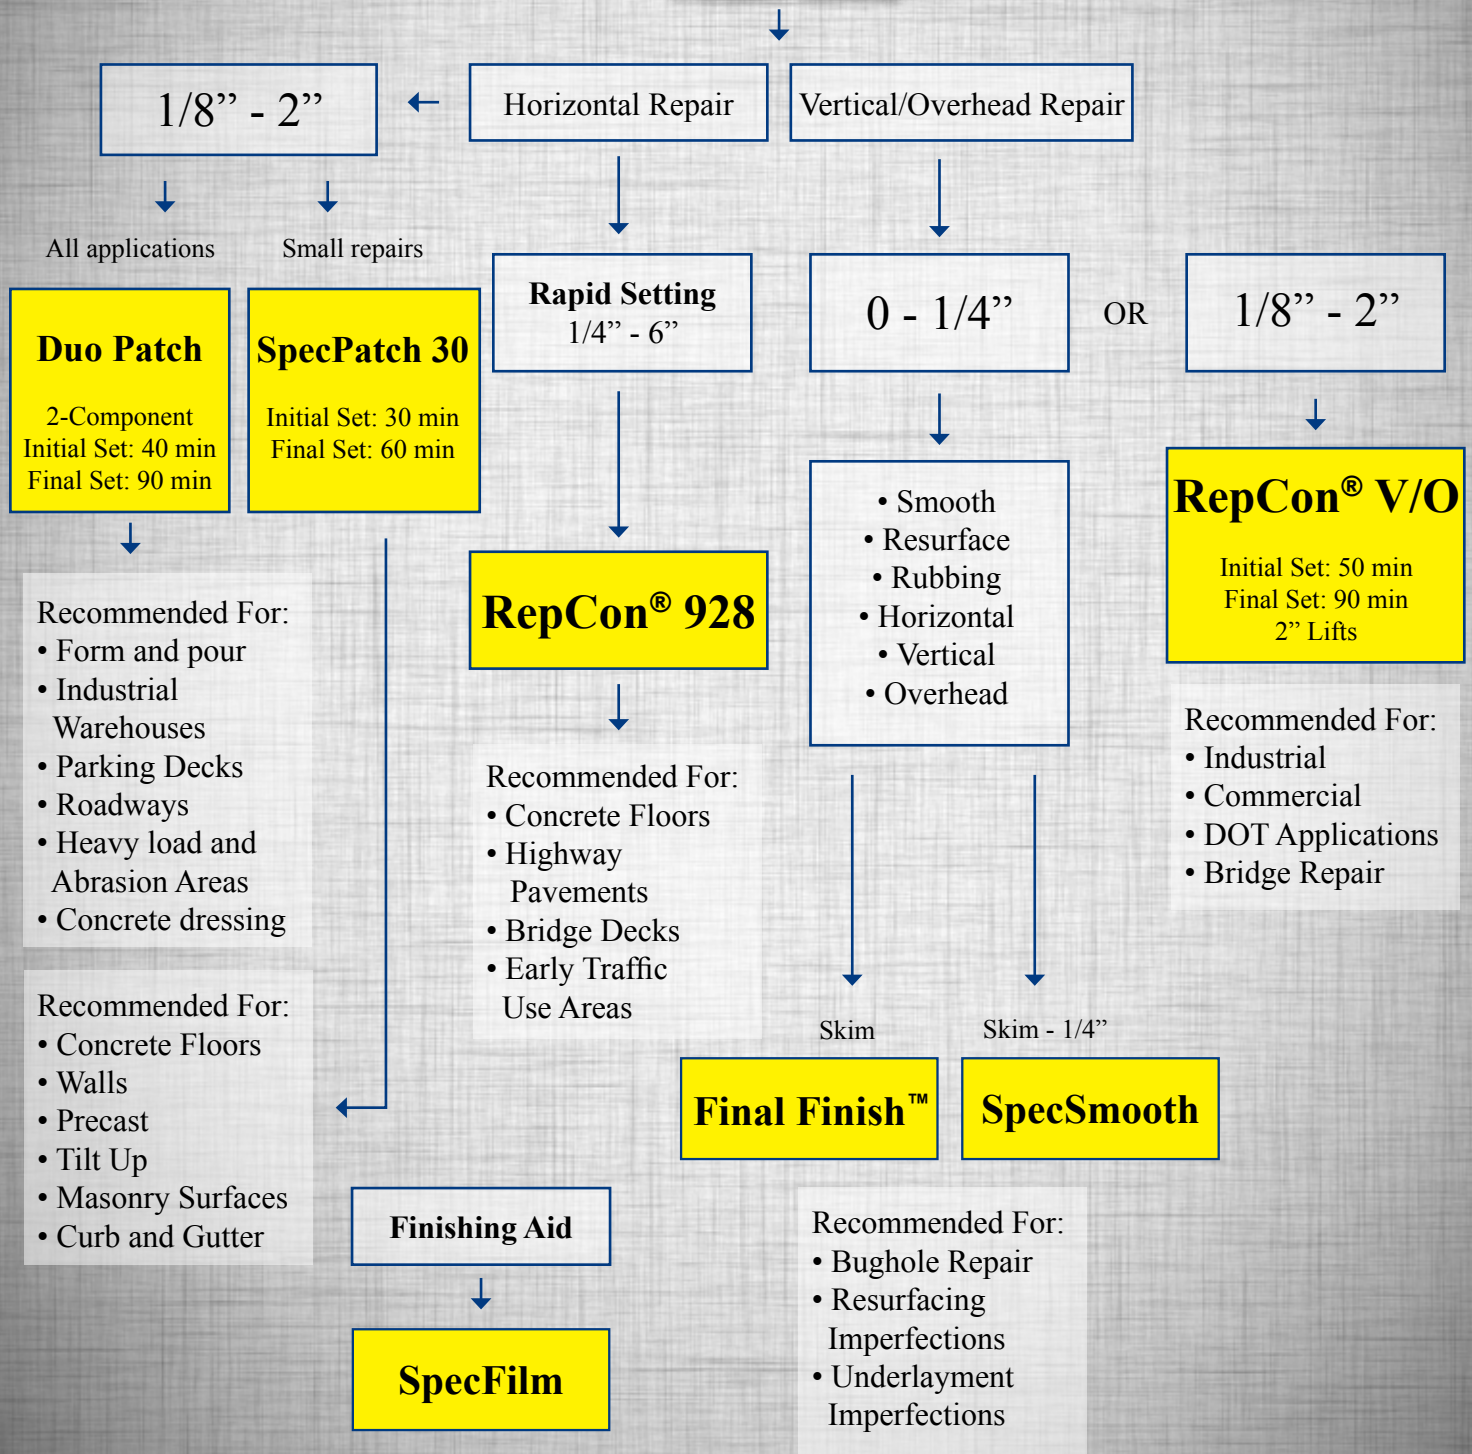 Horizontal Repair
Vertical/Overhead Repair
1/8” - 2”
All applications
Small repairs
Duo Patch
2-Component
Initial Set: 40 min
Final Set: 90 min
SpecPatch 30
Initial Set: 30 min
Final Set: 60 min
Rapid Setting
1/4” - 6”
0 - 1/4”
OR
1/8” - 2”
RepCon® V/O
Initial Set: 50 min
Final Set: 90 min
2” Lifts
• Smooth
• Resurface
• Rubbing
• Horizontal
• Vertical
• Overhead
RepCon® 928
Recommended For:
• Form and pour
• Industrial
Warehouses
• Parking Decks
• Roadways
• Heavy load and
Abrasion Areas
• Concrete dressing
Recommended For:
• Concrete Floors
• Highway
Pavements
• Bridge Decks
• Early Traffic
Use Areas
Recommended For:
• Industrial
• Commercial
• DOT Applications
• Bridge Repair
Recommended For:
• Concrete Floors
• Walls
• Precast
• Tilt Up
• Masonry Surfaces
• Curb and Gutter
Skim
Skim - 1/4”
Final Finish™
SpecSmooth
Finishing Aid
SpecFilm
Recommended For:
• Bughole Repair
• Resurfacing
Imperfections
• Underlayment
Imperfections